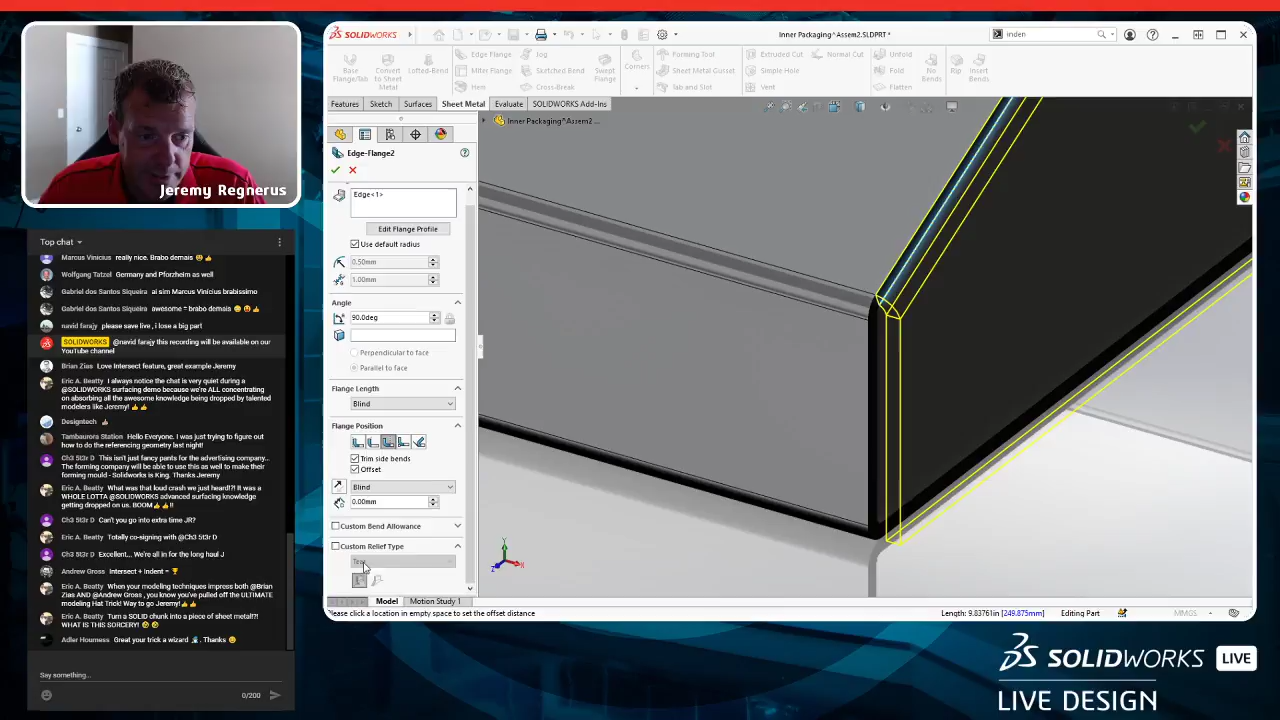 Jeremy Regnerus
Top chat
Marcus Vinicius really nice. Brabo demais
Wolfgang Tatzel Germany and Pforzheim as well
Gabriel dos Santos Siqueira ai sim Marcus Vinicius brabissimo
Gabriel dos Santos Siqueira awesome = brabo demais
navid farajy please save live , i lose a big part
SOLIDWORKS @navid farajy this recording will be available on our
YouTube channel
Brian Zias Love Intersect feature, great example Jeremy
Eric A. Beatty I always notice the chat is very quiet during a
@SOLIDWORKS surfacing demo because we're ALL concentrating
on absorbing all the awesome knowledge being dropped by talented
modelers like Jeremy!
Designtech
Tambaurora Station Hello Everyone. I was just trying to figure out
how to do the referencing geometry last night!
Ch3 5t3r D This isn't just fancy pants for the advertising company...
The forming company will be able to use this as well to make their
forming mould - Solidworks is King. Thanks Jeremy
Eric A. Beatty What was that loud crash we just heard?! It was a
WHOLE LOTTA @SOLIDWORKS advanced surfacing knowledge
getting dropped on us. BOOM
Ch3 5t3r D Can't you go into extra time JR?
Eric A. Beatty Totally co-signing with @Ch3 5t3r D
Ch3 5t3r D Excellent... We're all in for the long haul J
Andrew Gross Intersect + Indent =
Eric A. Beatty When your modeling techniques impress both @Brian
Zias AND @Andrew Gross , you know you've pulled off the ULTIMATE
modeling Hat Trick! Way to go Jeremy!
Eric A. Beatty Turn a SOLID chunk into a piece of sheet metal?!
WHAT IS THIS SORCERY!
Adler Houmess Great your trick a wizard . Thanks
Say something...
0/200
SOLIDWORKS
Inner Packaging^Assem2.SLDPRT *
inden
Base
Flange/Tab
Convert
to Sheet
Metal
Lofted-Bend
Edge Flange
Miter Flange
Hem
Jog
Sketched Bend
Cross-Break
Swept
Flange
Corners
Forming Tool
Sheet Metal Gusset
Tab and Slot
Extruded Cut
Simple Hole
Vent
Normal Cut
Unfold
Fold
Flatten
No
Bends
Rip
Insert
Bends
Features
Sketch
Surfaces
Sheet Metal
Evaluate
SOLIDWORKS Add-Ins
Inner Packaging^Assem2 ...
Edge-Flange2
Edge<1>
Edit Flange Profile
Use default radius
0.50mm
1.00mm
Angle
90.0deg
Perpendicular to face
Parallel to face
Flange Length
Blind
Flange Position
Trim side bends
Offset
Blind
0.00mm
Custom Bend Allowance
Custom Relief Type
Y
X
Z
Model
Motion Study 1
Please click a location in empty space to set the offset distance
Length: 9.83761in [249.875mm]
Editing Part
MMGS
SOLIDWORKS LIVE
LIVE DESIGN